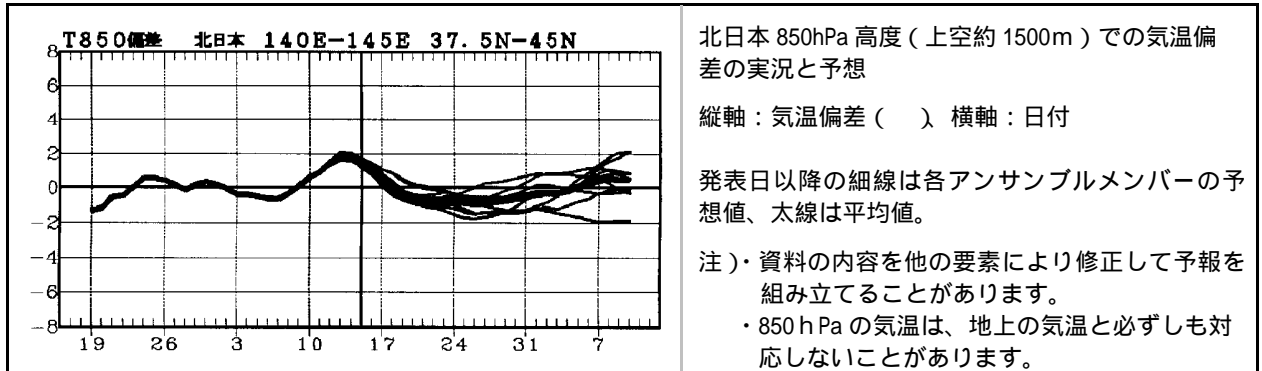 T850偏差 北日本 140E-145E 37.5N-45N
8
6
4
2
0
-2
-4
-6
-8
19 26 3 10 17 24 31 7
北日本 850hPa 高度（上空約 1500m）での気温偏
差の実況と予想
縦軸：気温偏差（ ）、横軸：日付
発表日以降の細線は各アンサンブルメンバーの予
想値、太線は平均値。
注）・資料の内容を他の要素により修正して予報を
組み立てることがあります。
・850ｈPa の気温は、地上の気温と必ずしも対
応しないことがあります。